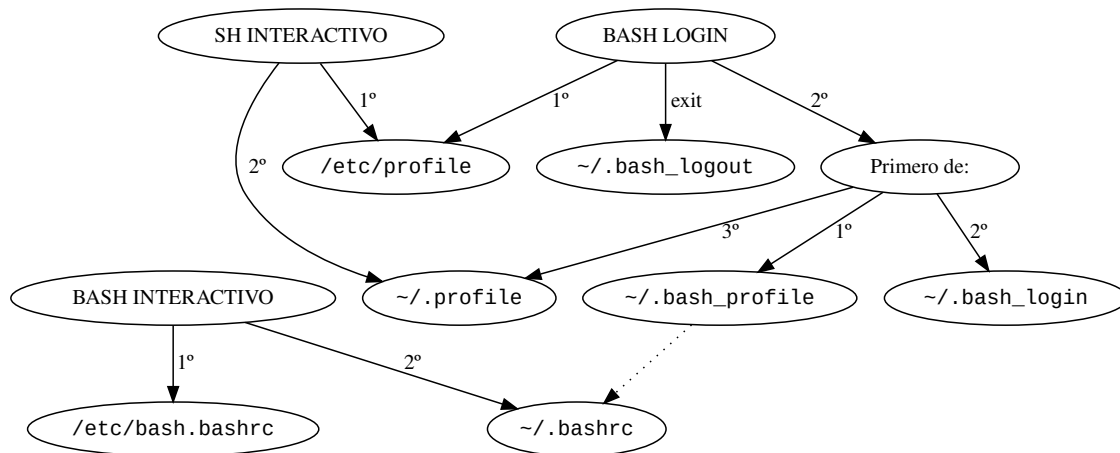 SH INTERACTIVO
BASH LOGIN
1º
1º
exit
2º
2º
/etc/profile
~/.bash_logout
Primero de:
3º
1º
2º
BASH INTERACTIVO
~/.profile
~/.bash_profile
~/.bash_login
1º
2º
/etc/bash.bashrc
~/.bashrc